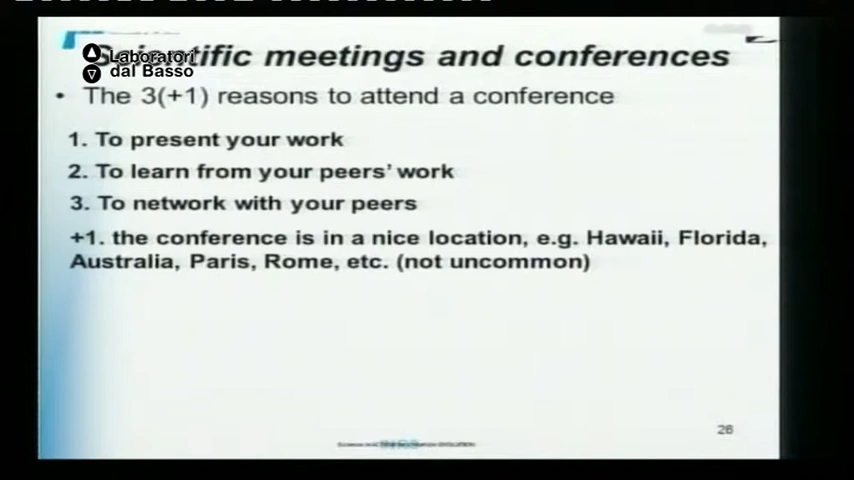 Scientific meetings and conferences
Laboratori
dal Basso
• The 3(+1) reasons to attend a conference
1. To present your work
2. To learn from your peers' work
3. To network with your peers
+1. the conference is in a nice location, e.g. Hawaii, Florida,
Australia, Paris, Rome, etc. (not uncommon)
26